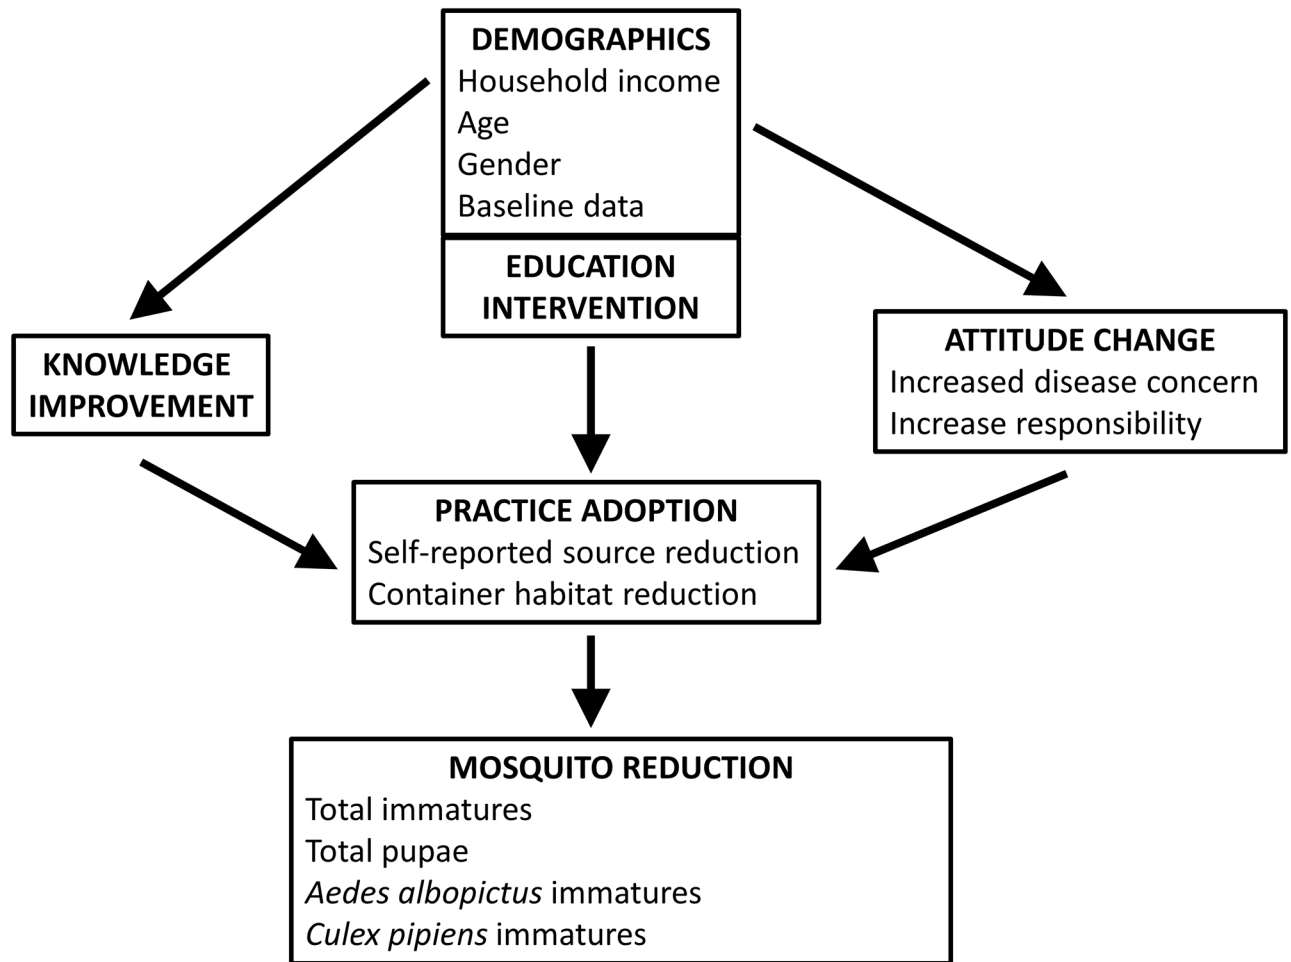 DEMOGRAPHICS
Household income
Age
Gender
Baseline data
EDUCATION
INTERVENTION
KNOWLEDGE
IMPROVEMENT
ATTITUDE CHANGE
Increased disease concern
Increase responsibility
PRACTICE ADOPTION
Self-reported source reduction
Container habitat reduction
MOSQUITO REDUCTION
Total immatures
Total pupae
Aedes albopictus immatures
Culex pipiens immatures